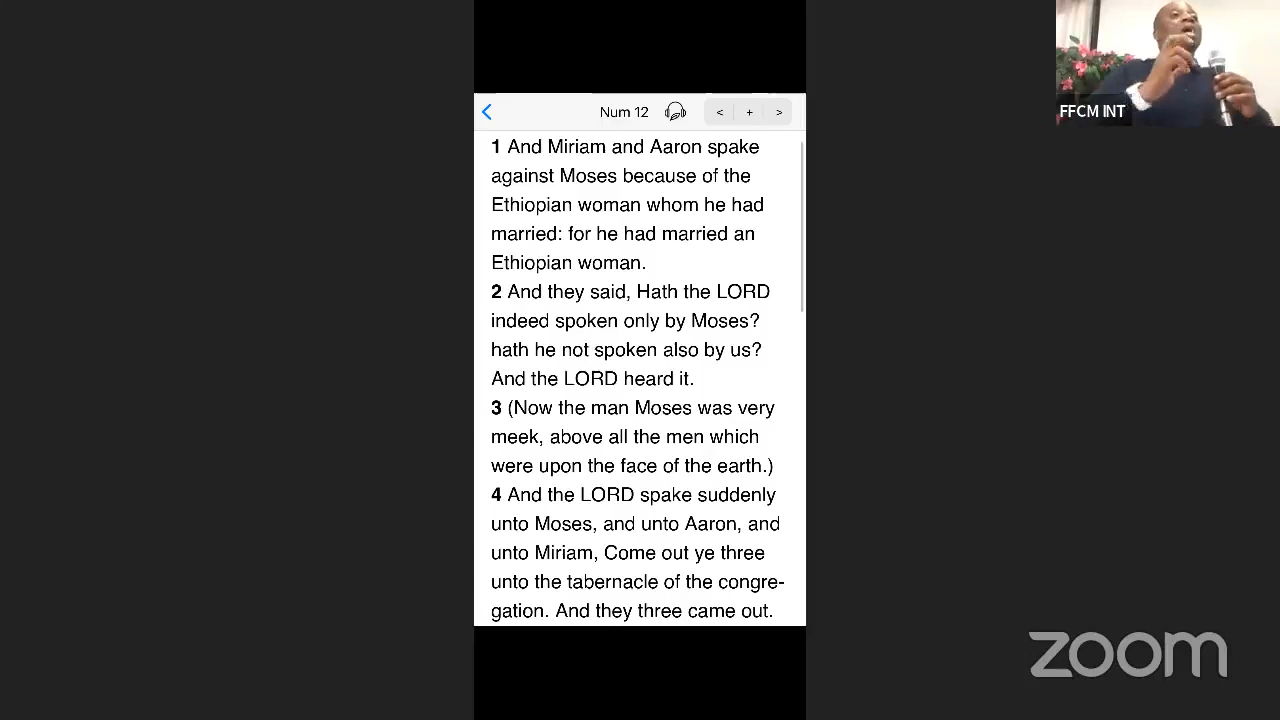 Num 12
< + >
FFCM INT
1 And Miriam and Aaron spake
against Moses because of the
Ethiopian woman whom he had
married: for he had married an
Ethiopian woman.
2 And they said, Hath the LORD
indeed spoken only by Moses?
hath he not spoken also by us?
And the LORD heard it.
3 (Now the man Moses was very
meek, above all the men which
were upon the face of the earth.)
4 And the LORD spake suddenly
unto Moses, and unto Aaron, and
unto Miriam, Come out ye three
unto the tabernacle of the congre-
gation. And they three came out.
zoom